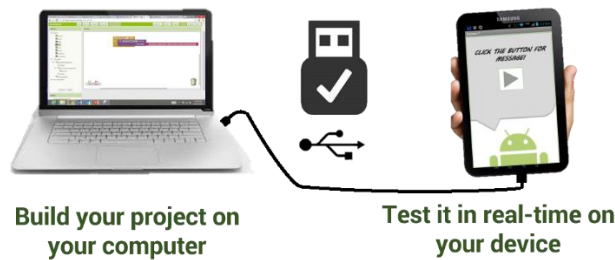 SAMSUNG
CLICK THE BUTTON FOR
MESSAGE!
Build your project on
your computer
Test it in real-time on
your device